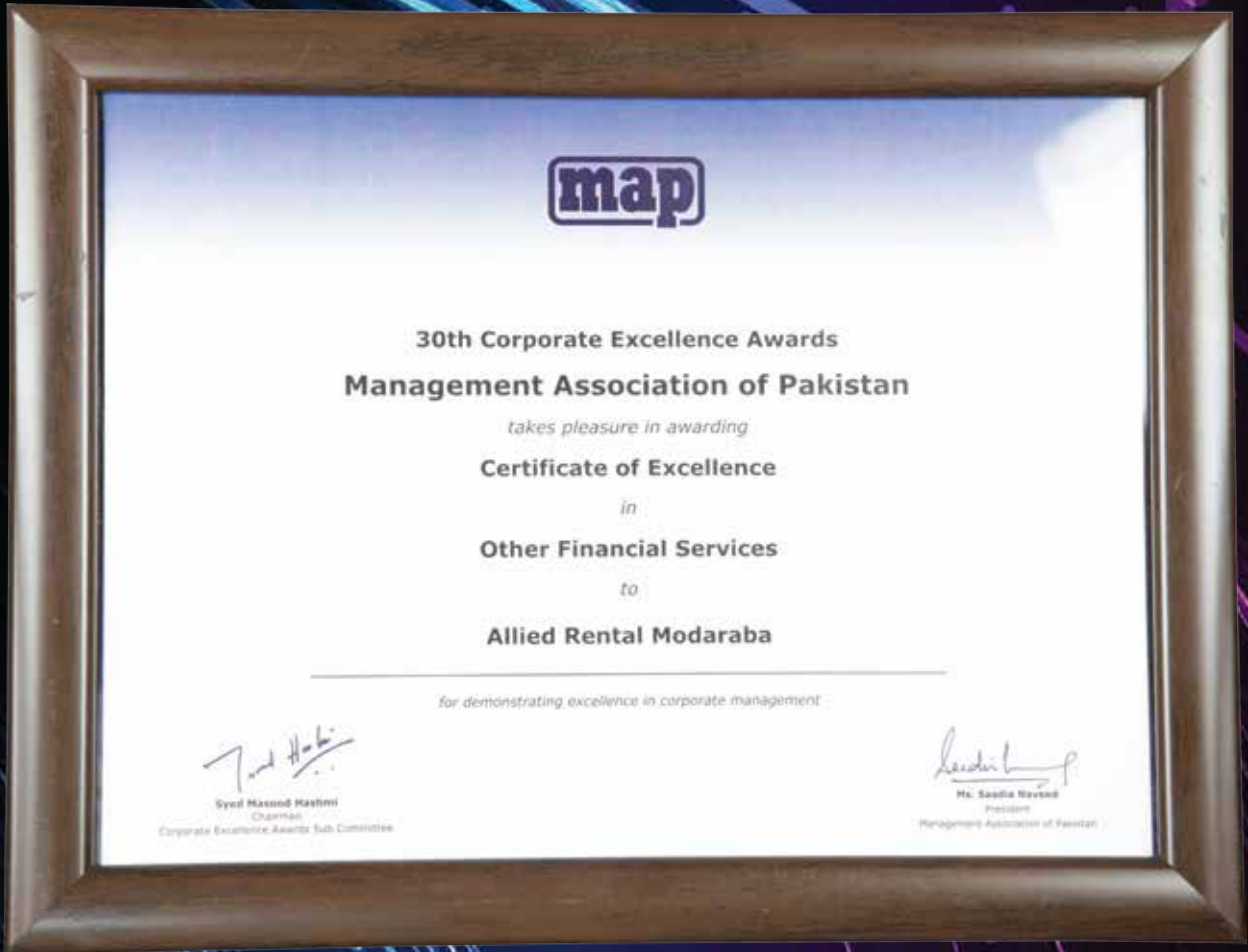 map
30th Corporate Excellence Awards
Management Association of Pakistan
takes pleasure in awarding
Certificate of Excellence
in
Other Financial Services
to
Allied Rental Modaraba
for demonstrating excellence in corporate management
Syed Masood Hashmi
Chairman
Corporate Excellence Awards Sub Committee
Ms. Saadia Naveed
President
Management Association of Pakistan